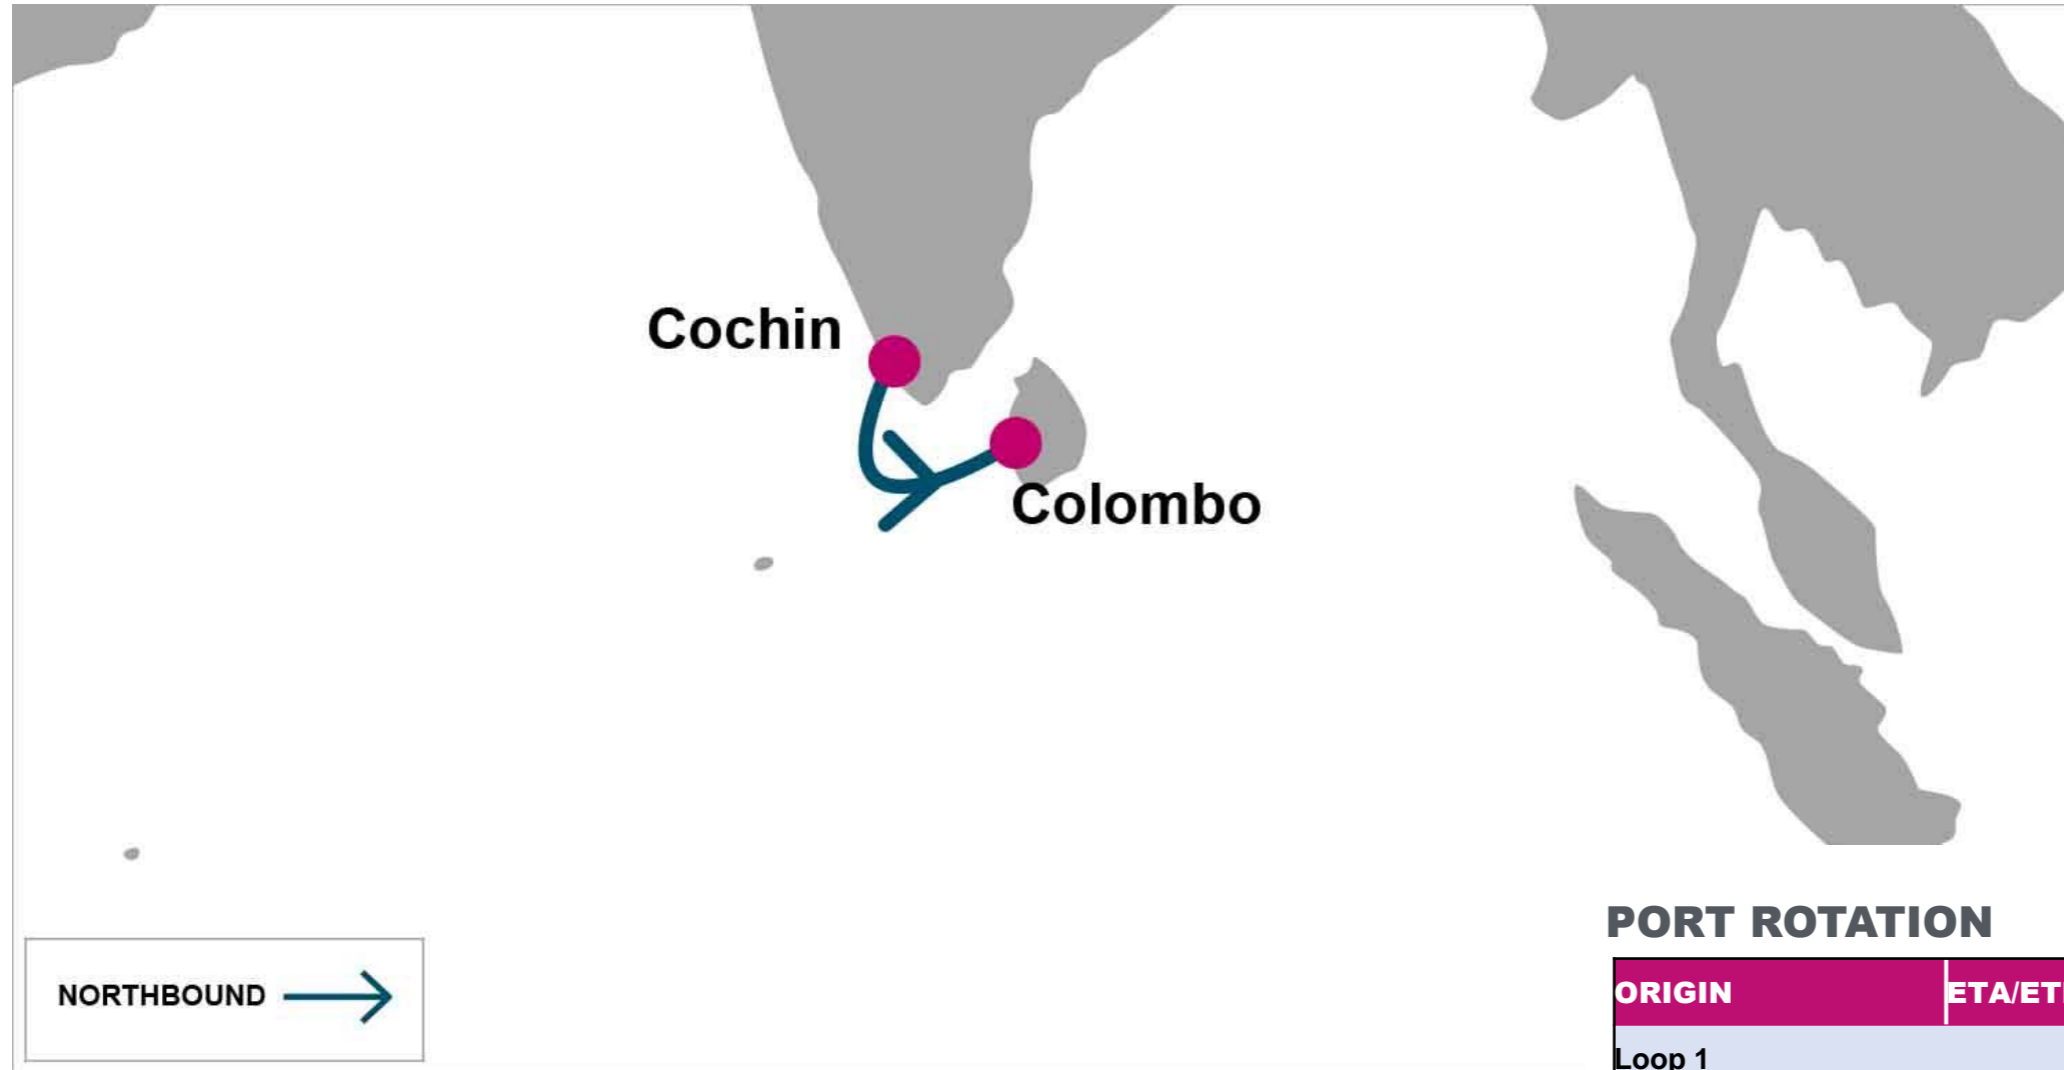 Cochin
Colombo
NORTHBOUND
PORT ROTATION
ORIGIN
Loop 1